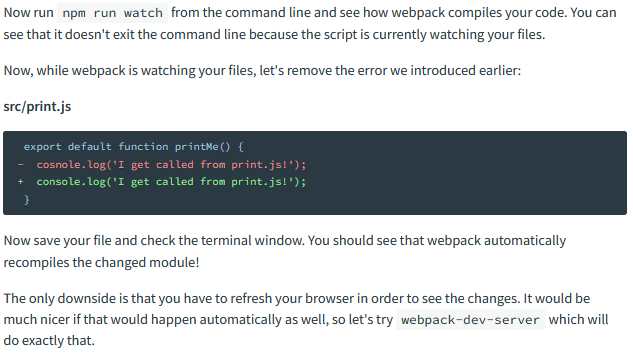 Now run npm run watch from the command line and see how webpack compiles your code. You can
see that it doesn't exit the command line because the script is currently watching your files.
Now, while webpack is watching your files, let's remove the error we introduced earlier:
src/print.js
export default function printMe() {
- cosnole.log('I get called from print.js!');
+ console.log('I get called from print.js!');
}
Now save your file and check the terminal window. You should see that webpack automatically
recompiles the changed module!
The only downside is that you have to refresh your browser in order to see the changes. It would be
much nicer if that would happen automatically as well, so let's try webpack-dev-server which will
do exactly that.